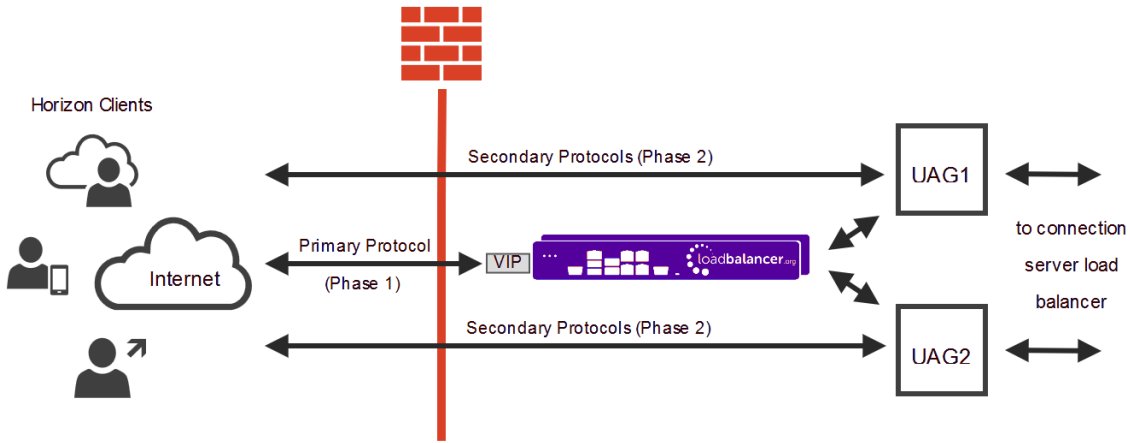 Horizon Clients
Secondary Protocols (Phase 2)
UAG1
Primary Protocol
(Phase 1)
Internet
VIP
loadbalancer.org
to connection
server load
balancer
Secondary Protocols (Phase 2)
UAG2